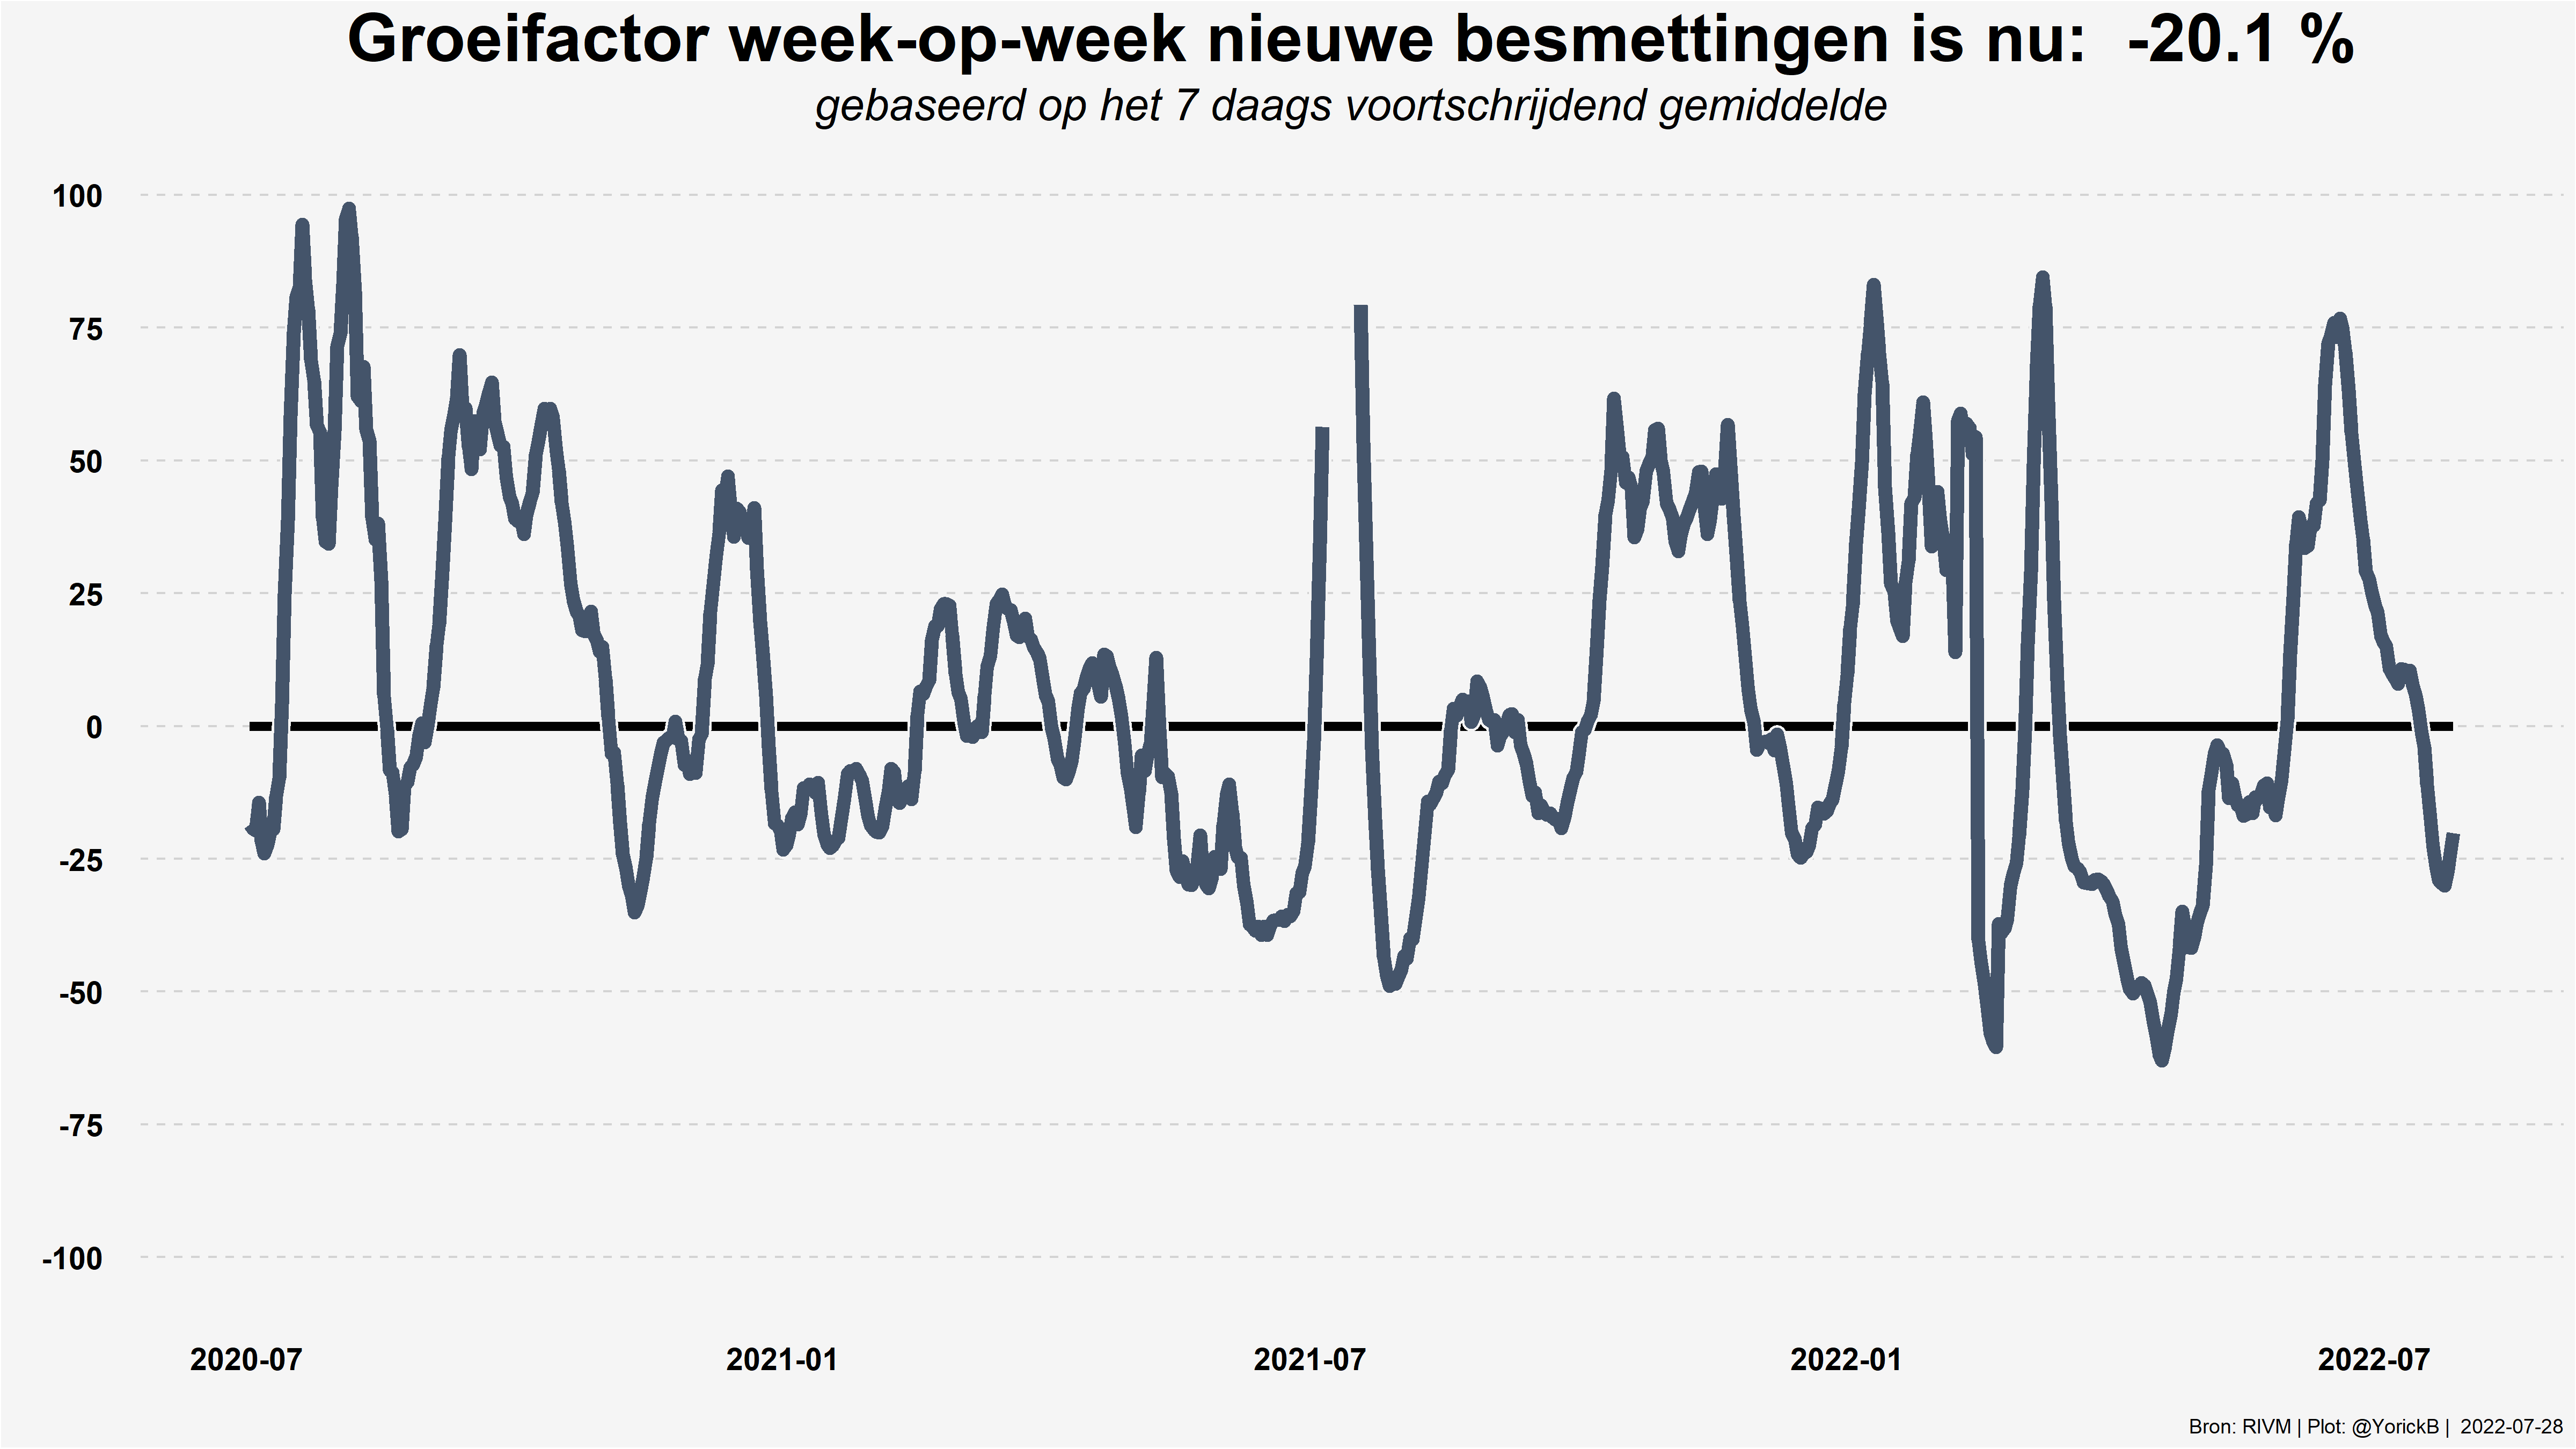 Groeifactor week-op-week nieuwe besmettingen is nu:  -20.1 %
gebaseerd op het 7 daags voortschrijdend gemiddelde
100
75
50
25
0
-25
-50
-75
-100
2020-07 2021-01 2021-07 2022-01 2022-07
Bron: RIVM | Plot: @YorickB |  2022-07-28